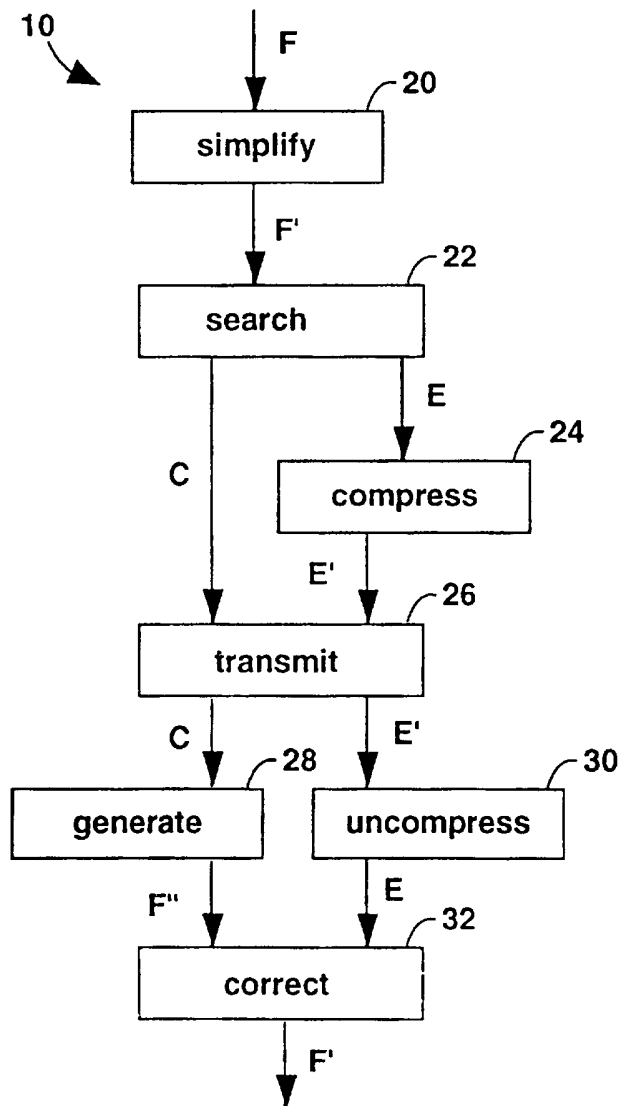 10
F
20
simplify
F'
22
search
E
24
C
compress
E'
26
transmit
C
E'
28
30
generate
uncompress
F"
E
32
correct
F'